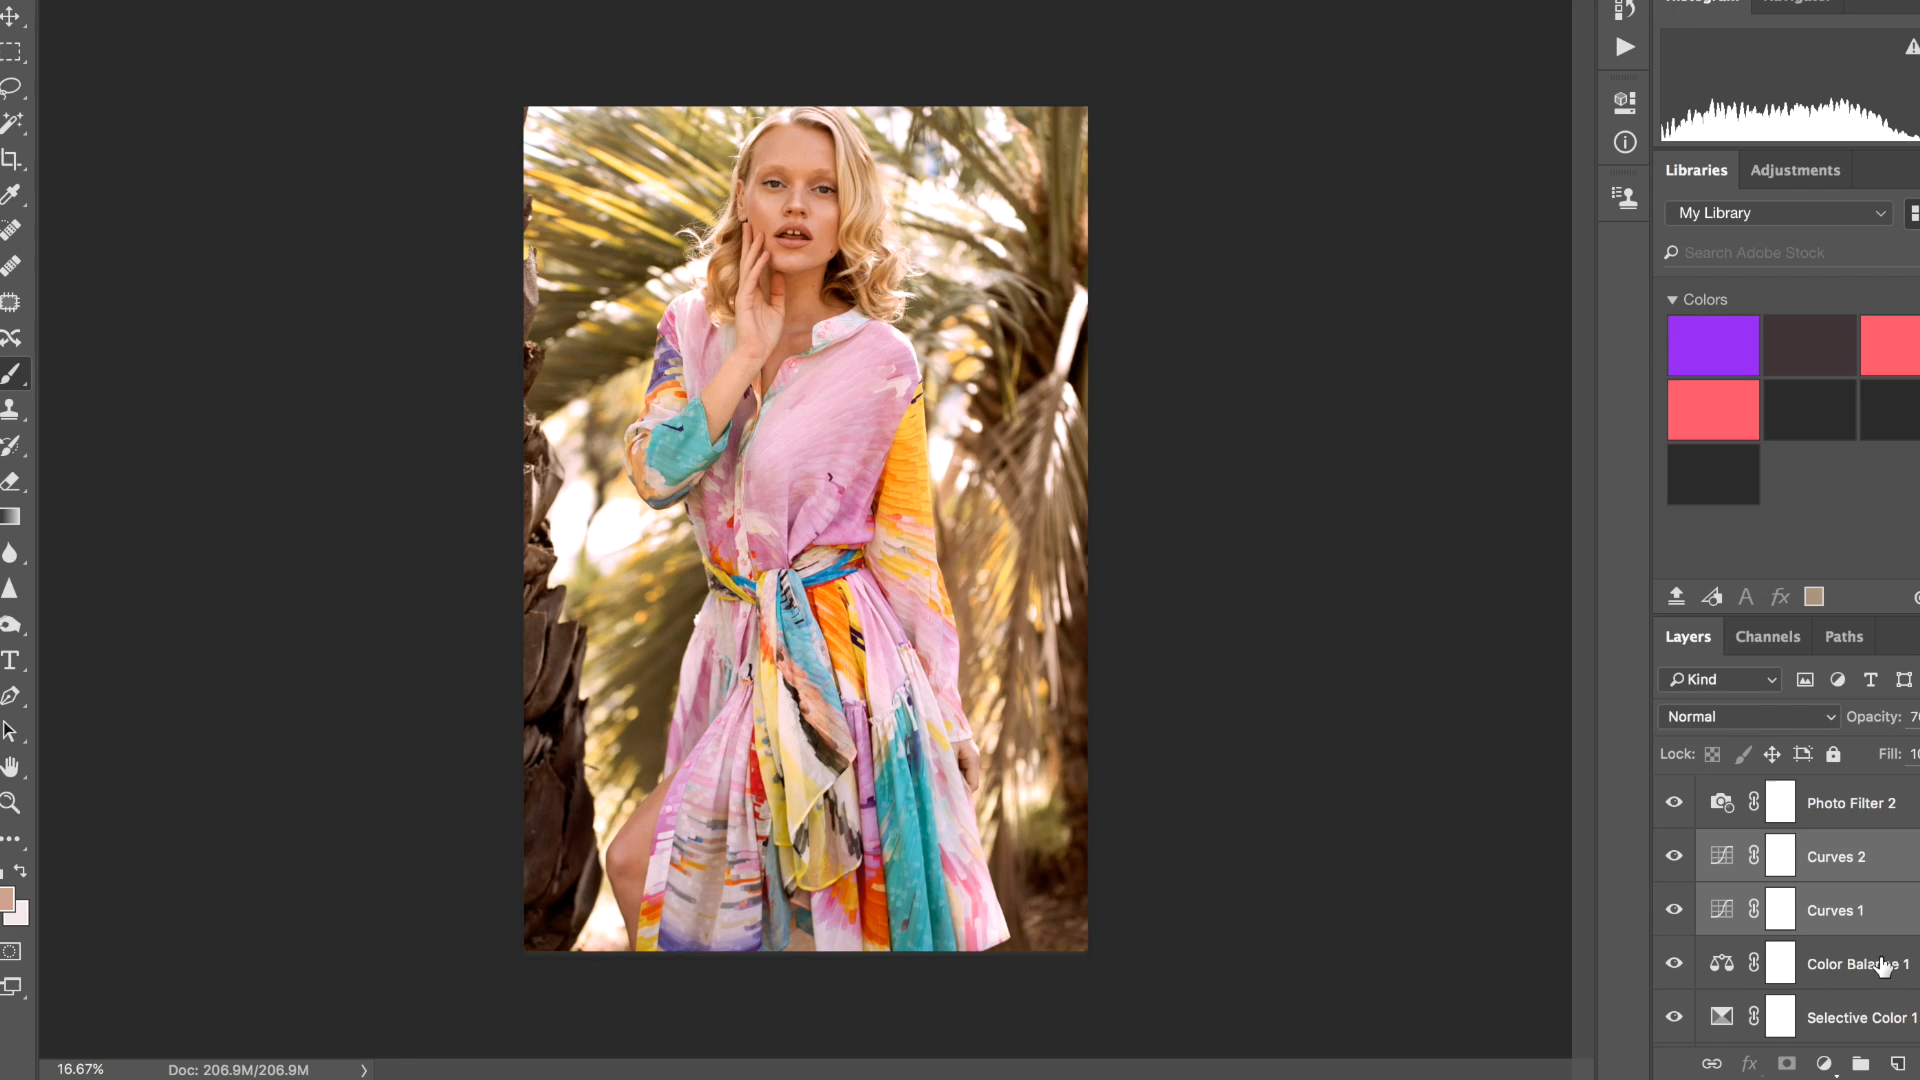 Libraries
Adjustments
My Library
Search Adobe Stock
Colors
Layers
Channels
Paths
Kind
Normal
Opacity:
Lock:
Fill:
Photo Filter 2
Curves 2
Curves 1
Color Balance 1
Selective Color 1
16.67%
Doc: 206.9M/206.9M